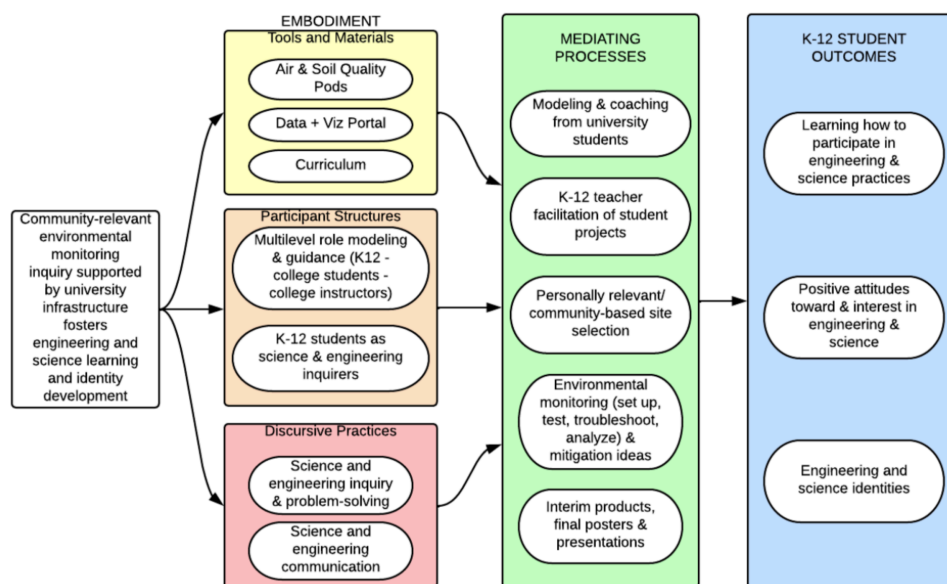 Community-relevant
environmental
monitoring
inquiry supported
by university
infrastructure
fosters
engineering and
science learning
and identity
development
EMBODIMENT
Tools and Materials
Air & Soil Quality
Pods
Data + Viz Portal
Curriculum
Participant Structures
Multilevel role modeling
& guidance (K12 -
college students -
college instructors)
K-12 students as
science & engineering
inquirers
Discursive Practices
Science and
engineering inquiry
& problem-solving
Science and
engineering
communication
MEDIATING
PROCESSES
Modeling & coaching
from university
students
K-12 teacher
facilitation of student
projects
Personally relevant/
community-based site
selection
Environmental
monitoring (set up,
test, troubleshoot,
analyze) &
mitigation ideas
Interim products,
final posters &
presentations
K-12 STUDENT
OUTCOMES
Learning how to
participate in
engineering &
science practices
Positive attitudes
toward & interest in
engineering &
science
Engineering and
science identities